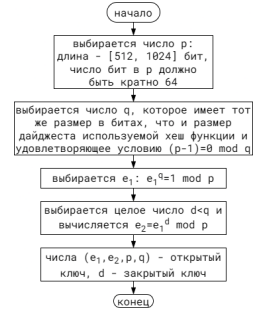 начало
выбирается число p:
длина - [512, 1024] бит,
число бит в p должно
быть кратно 64
выбирается число q, которое имеет тот
же размер в битах, что и размер
дайджеста используемой хеш функции и
удовлетворяющее условию (p-1)=0 mod q
выбирается e₁: e₁^q=1 mod p
выбирается целое число d<q и
вычисляется e₂=e₁^d mod p
числа (e₁,e₂,p,q) - открытый
ключ, d - закрытый ключ
конец